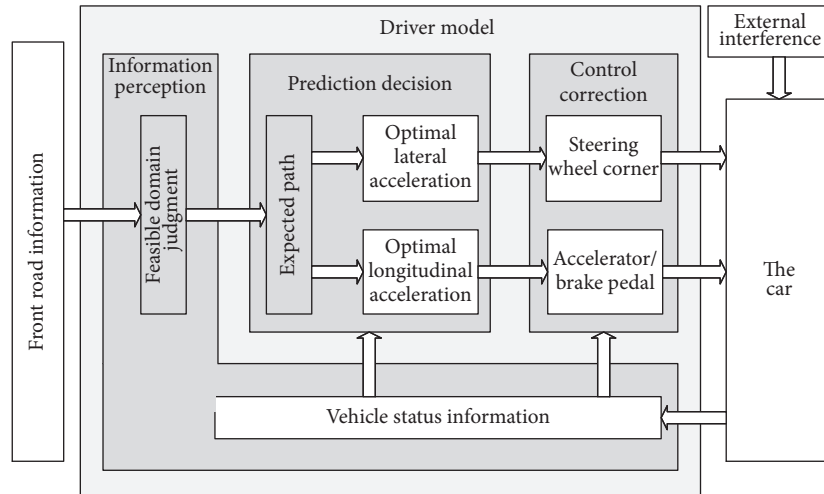 Driver model
External
interference
Information
perception
Prediction decision
Control
correction
Front road information
Feasible domain
judgment
Expected path
Optimal
lateral
acceleration
Steering
wheel corner
Optimal
longitudinal
acceleration
Accelerator/
brake pedal
The
car
Vehicle status information